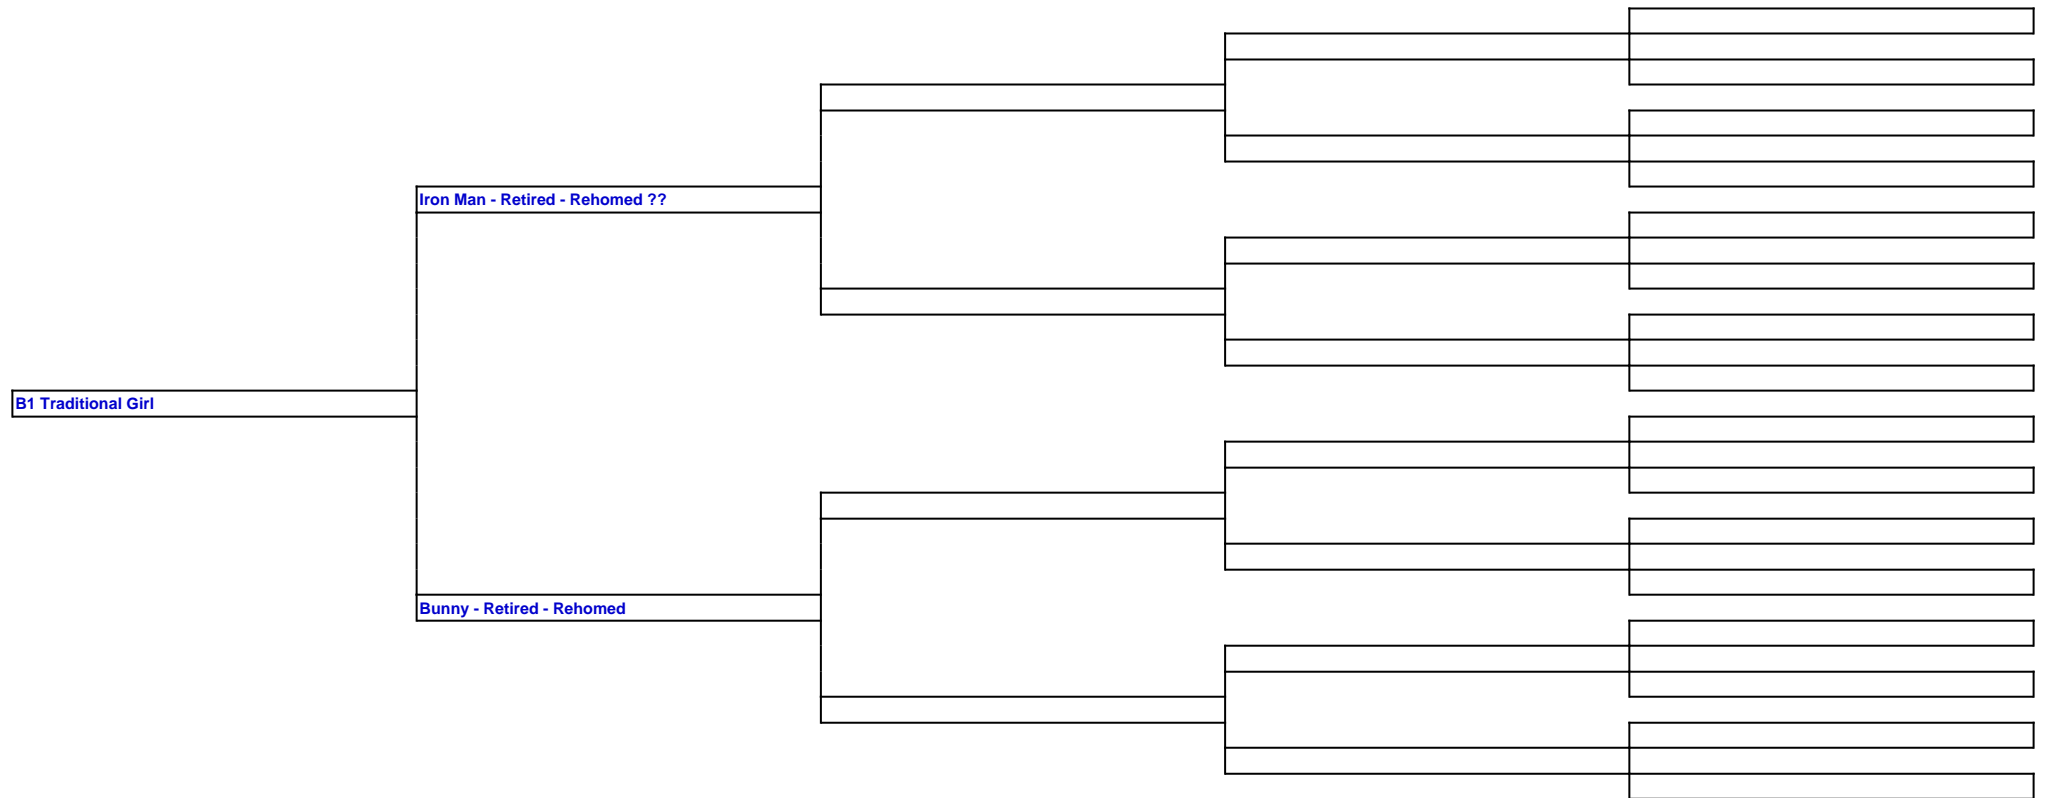 Iron Man - Retired - Rehomed ??
B1 Traditional Girl
Bunny - Retired - Rehomed